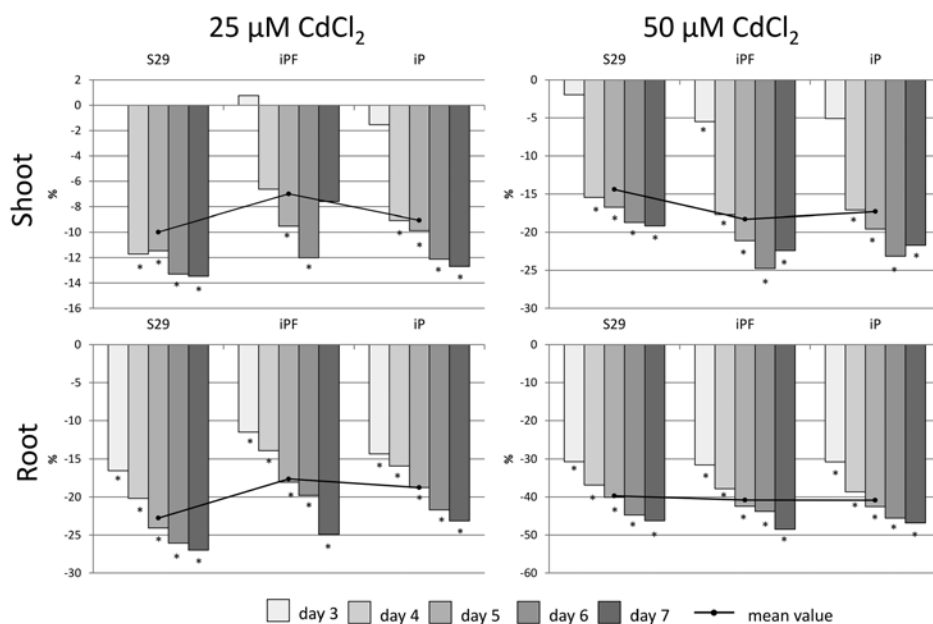 25 µM CdCl2
50 µM CdCl2
S29 iPF iP
S29 iPF iP
Shoot
%
2
0
-2
-4
-6
-8
-10
-12
-14
-16
* * * * * * * * * *
%
0
-5
-10
-15
-20
-25
-30
* * * * * * * * * * * * *
S29 iPF iP
S29 iPF iP
Root
%
0
-5
-10
-15
-20
-25
-30
* * * * * * * * * * * * * * *
%
0
-10
-20
-30
-40
-50
-60
* * * * * * * * * * * * * * *
day 3 day 4 day 5 day 6 day 7 mean value